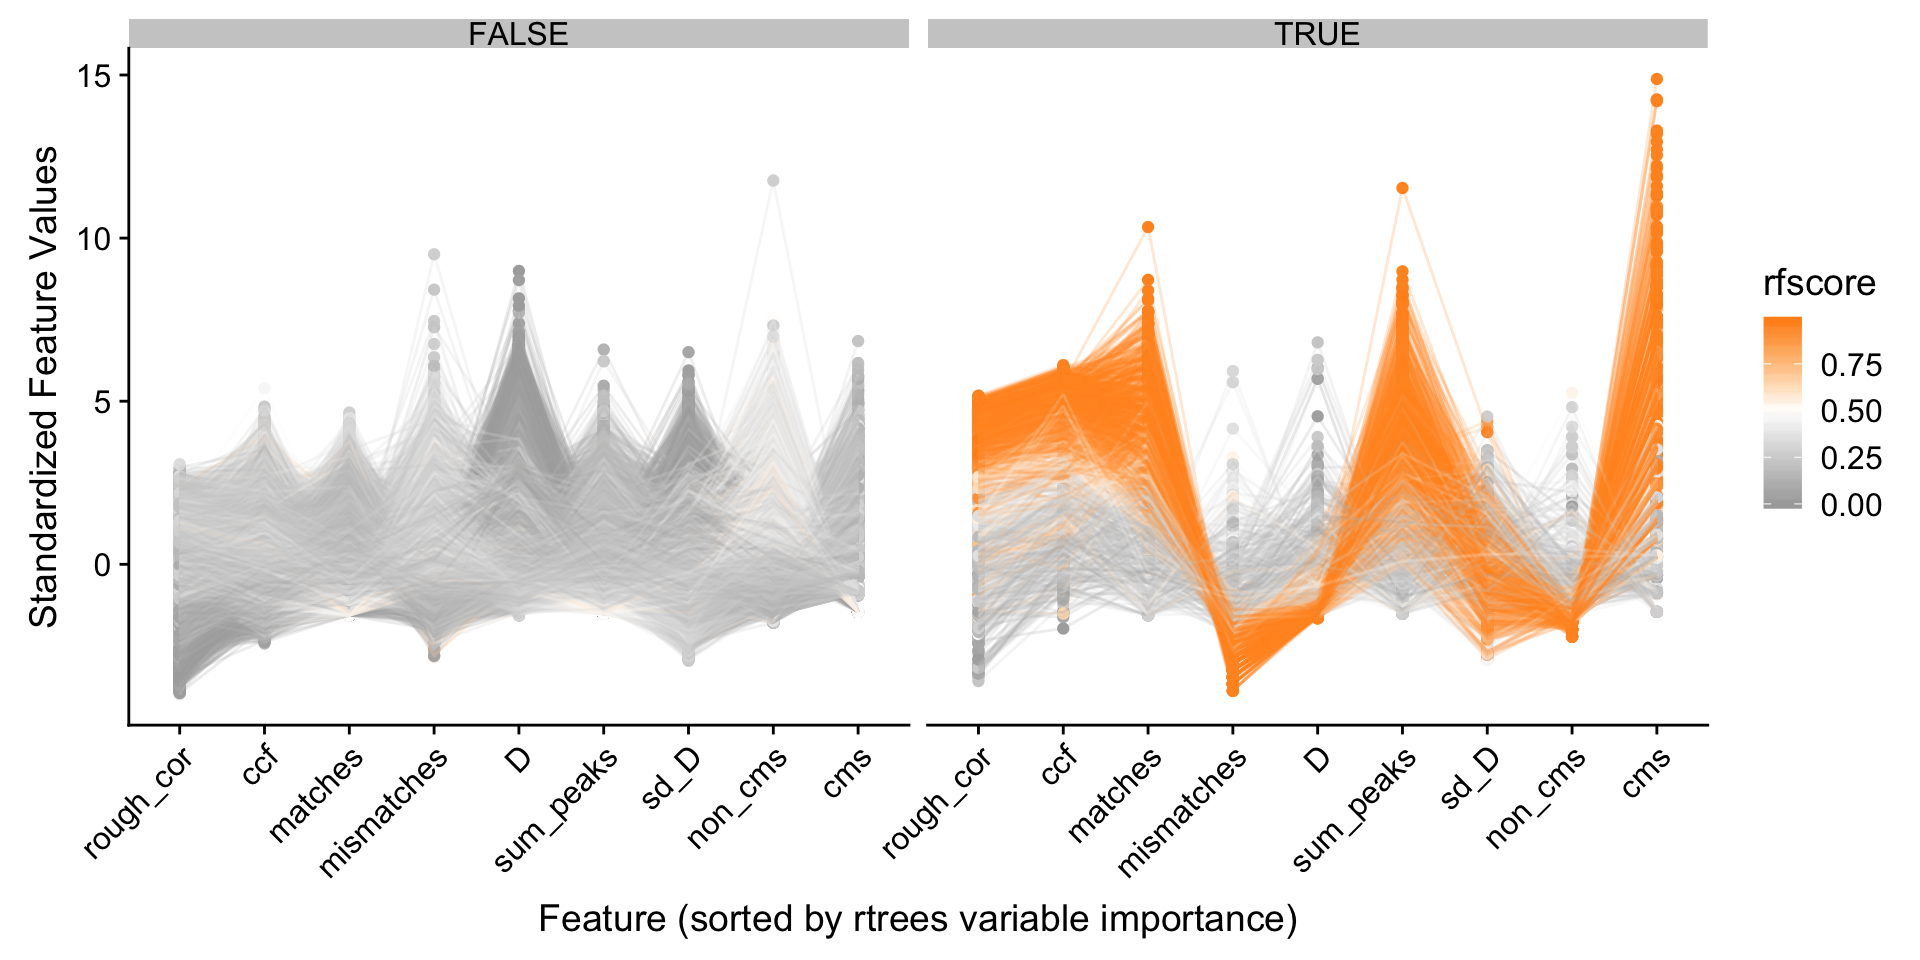 FALSE
TRUE
Standardized Feature Values
15
10
5
0
rough_cor
ccf
matches
mismatches
D
sum_peaks
sd_D
non_cms
cms
rough_cor
ccf
matches
mismatches
D
sum_peaks
sd_D
non_cms
cms
Feature (sorted by rtrees variable importance)
rfscore
0.75
0.50
0.25
0.00